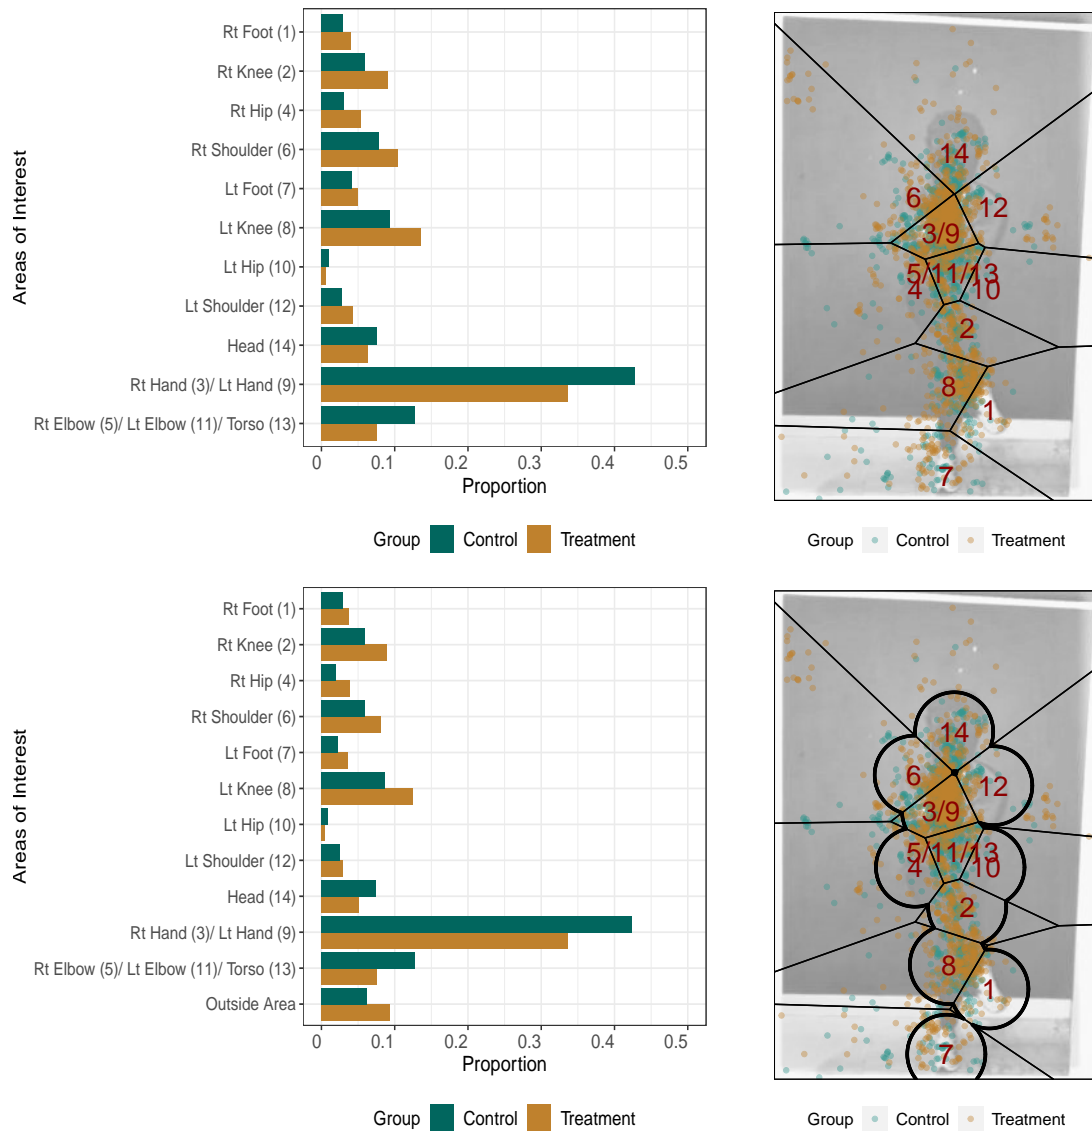 Areas of Interest
Rt Foot (1)
Rt Knee (2)
Rt Hip (4)
Rt Shoulder (6)
Lt Foot (7)
Lt Knee (8)
Lt Hip (10)
Lt Shoulder (12)
Head (14)
Rt Hand (3)/ Lt Hand (9)
Rt Elbow (5)/ Lt Elbow (11)/ Torso (13)
0 0.1 0.2 0.3 0.4 0.5
Proportion
Group Control Treatment
14
6
12
3/9
5/11/13
4 10
2
8
1
7
Group Control Treatment
Areas of Interest
Rt Foot (1)
Rt Knee (2)
Rt Hip (4)
Rt Shoulder (6)
Lt Foot (7)
Lt Knee (8)
Lt Hip (10)
Lt Shoulder (12)
Head (14)
Rt Hand (3)/ Lt Hand (9)
Rt Elbow (5)/ Lt Elbow (11)/ Torso (13)
Outside Area
0 0.1 0.2 0.3 0.4 0.5
Proportion
Group Control Treatment
14
6
12
3/9
5/11/13
4 10
2
8
1
7
Group Control Treatment